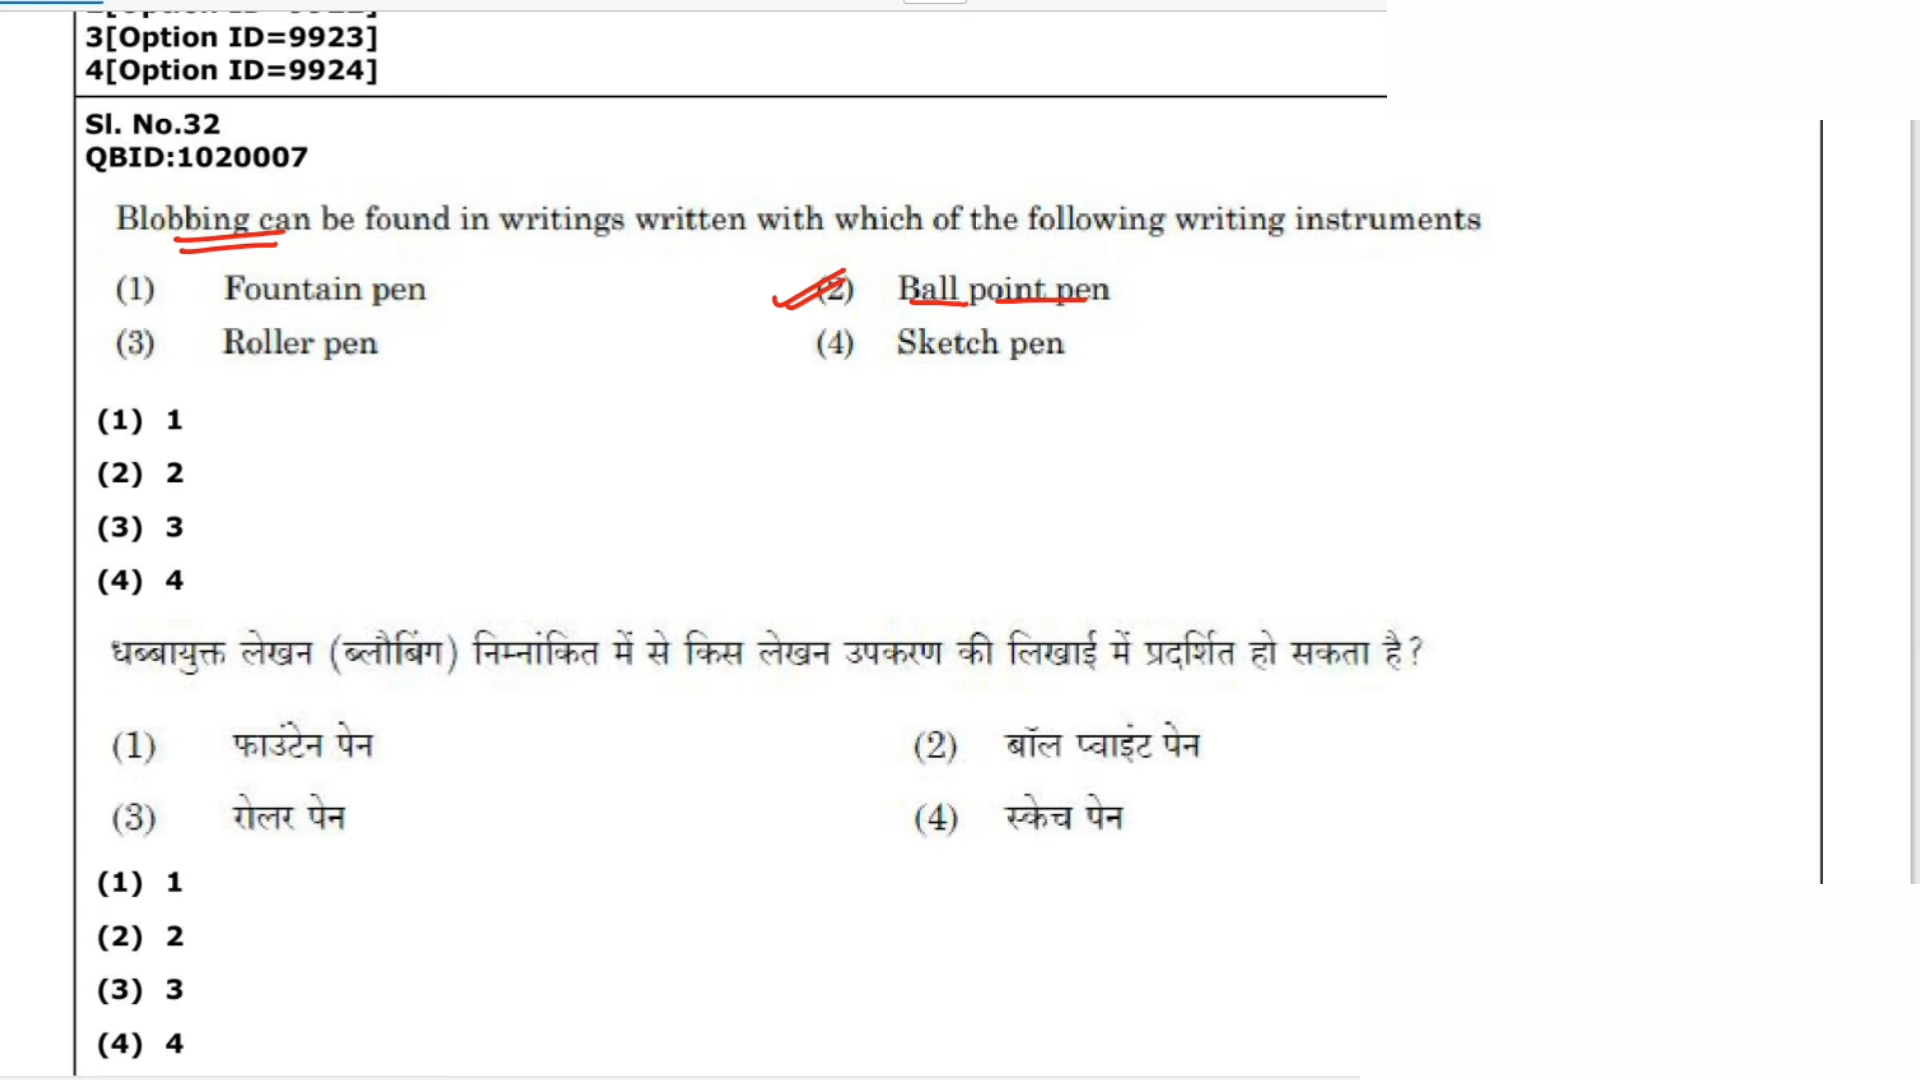 3[Option ID=9923]
4[Option ID=9924]
Sl. No.32
QBID:1020007
Blobbing can be found in writings written with which of the following writing instruments
(1) Fountain pen (2) Ball point pen
(3) Roller pen (4) Sketch pen
(1) 1
(2) 2
(3) 3
(4) 4
धब्बायुक्त लेखन (ब्लौबिंग) निम्नांकित में से किस लेखन उपकरण की लिखाई में प्रदर्शित हो सकता है?
(1) फाउंटेन पेन (2) बॉल प्वाइंट पेन
(3) रोलर पेन (4) स्केच पेन
(1) 1
(2) 2
(3) 3
(4) 4